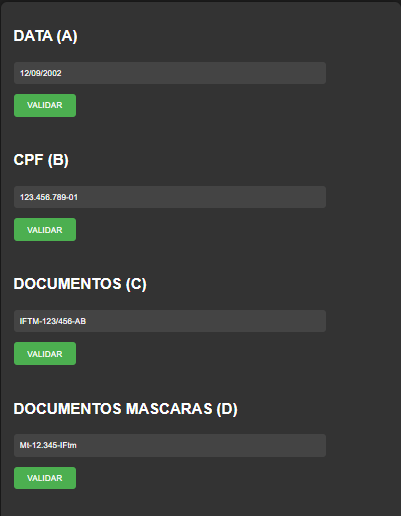 DATA (A)
12/09/2002
VALIDAR
CPF (B)
123.456.789-01
VALIDAR
DOCUMENTOS (C)
IFTM-123/456-AB
VALIDAR
DOCUMENTOS MASCARAS (D)
Mt-12.345-IFtm
VALIDAR